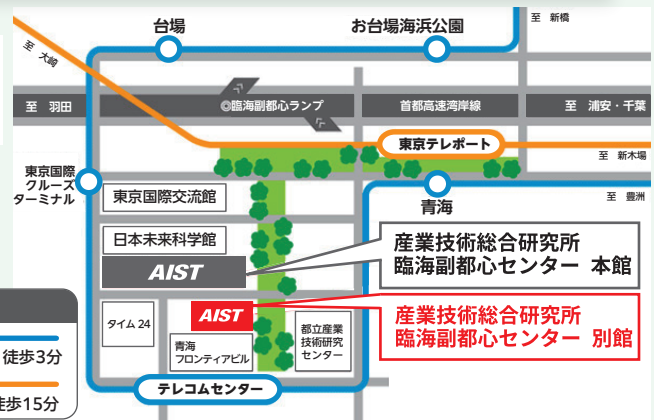 台場
お台場海浜公園
至 新橋
至 大崎
至 羽田
◎臨海副都心ランプ
首都高速湾岸線
至 浦安・千葉
東京テレポート
至 新木場
東京国際
クルーズ
ターミナル
青海
至 豊洲
東京国際交流館
日本未来科学館
AIST
産業技術総合研究所
臨海副都心センター 本館
タイム24
AIST
青海
フロンティアビル
都立産業
技術研究
センター
産業技術総合研究所
臨海副都心センター 別館
徒歩3分
徒歩15分
テレコムセンター